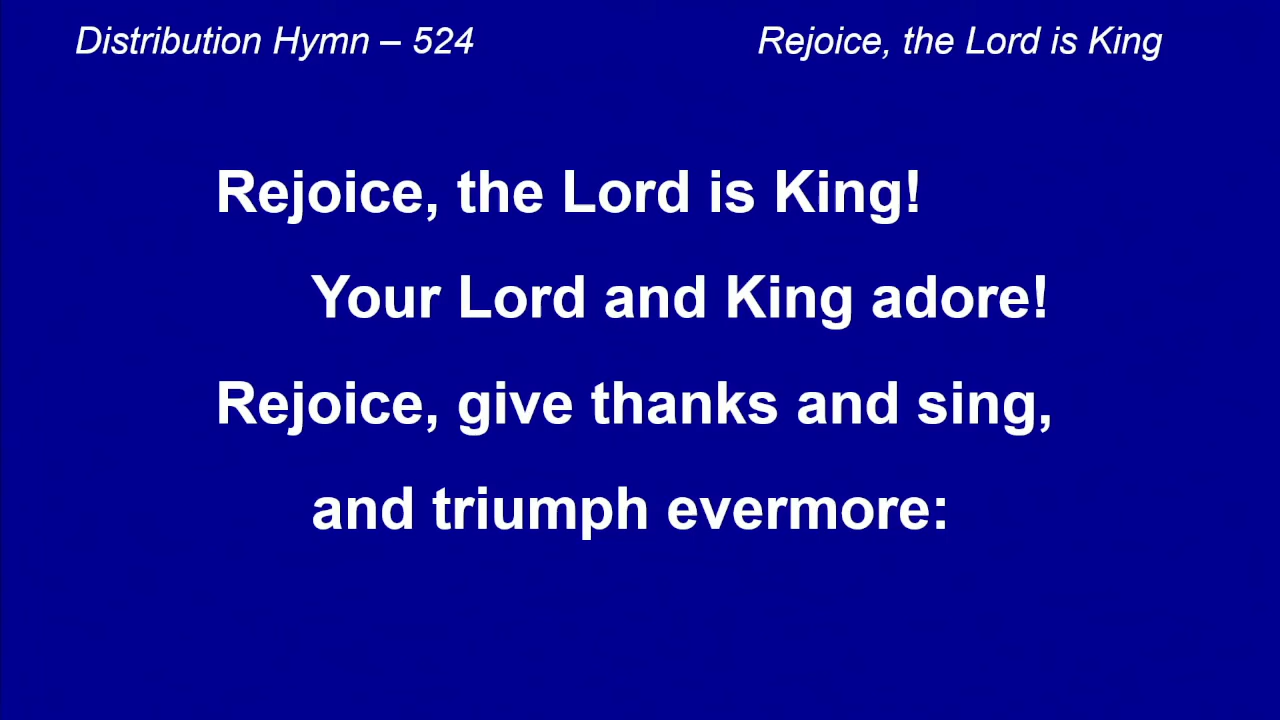 Distribution Hymn – 524
Rejoice, the Lord is King
Rejoice, the Lord is King!
Your Lord and King adore!
Rejoice, give thanks and sing,
and triumph evermore: